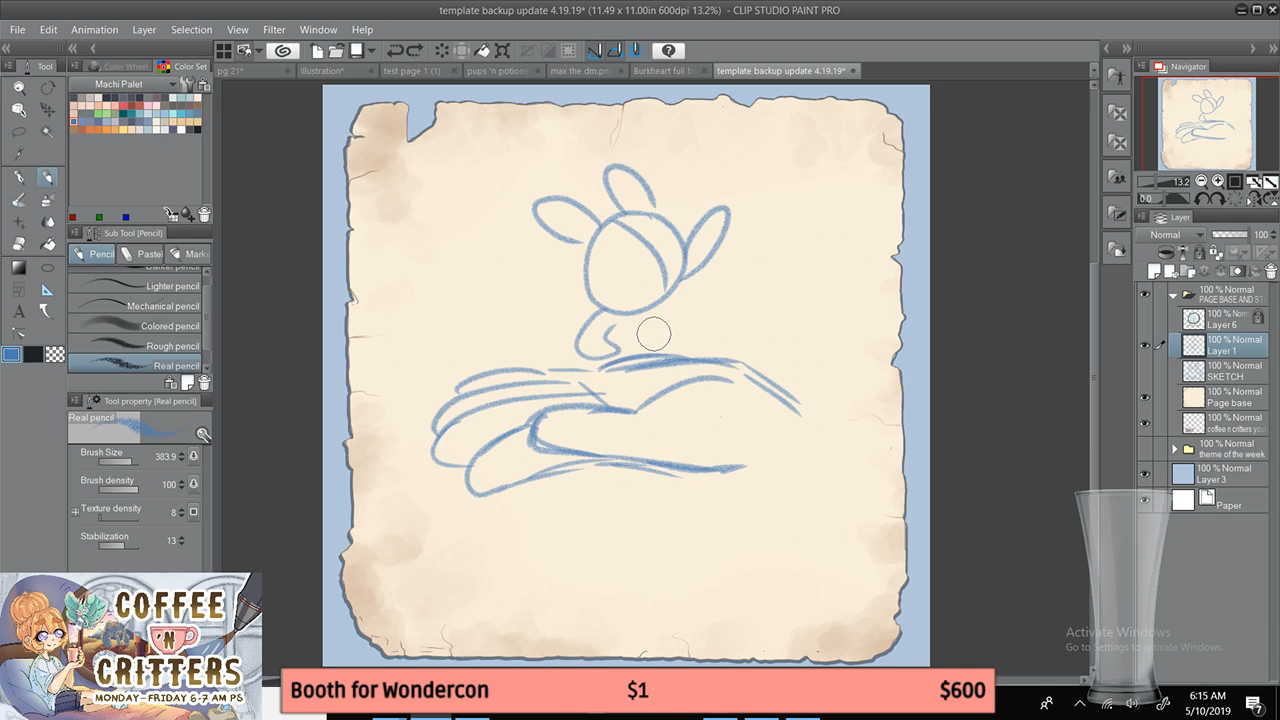 template backup update 4.19.19* (11.49 x 11.00in 600dpi 13.2%) - CLIP STUDIO PAINT PRO
File Edit Animation Layer Selection View Filter Window Help
Tool
Color Wheel
Color Set
pg 21*
Illustration*
test page 1 (1
pups 'n potions
max the dm.pn
Burkheart full b
template backup update 4.19.19*
Navigator
Machi Palet
13.2
0.0
Layer
Normal
100
Sub Tool [Pencil]
Pencil
Paste
Marke
Darker pencil
Lighter pencil
Mechanical pencil
Colored pencil
Rough pencil
Real pencil
Tool property [Real pencil]
Real pencil
Brush Size 383.9
Brush density 100
Texture density 8
Stabilization 13
100 % Normal
PAGE BASE AND ST
100 % Norm
Layer 6
100 % Normal
Layer 1
100 % Normal
SKETCH
100 % Normal
Page base
100 % Normal
coffee n critters you
100 % Normal
theme of the week
100 % Normal
Layer 3
Paper
Activate Windows
Go to Settings to activate Windows.
COFFEE
'N
CRITTERS
MONDAY-FRIDAY 6-7 AM PS
Booth for Wondercon $1 $600
6:15 AM
5/10/2019
7